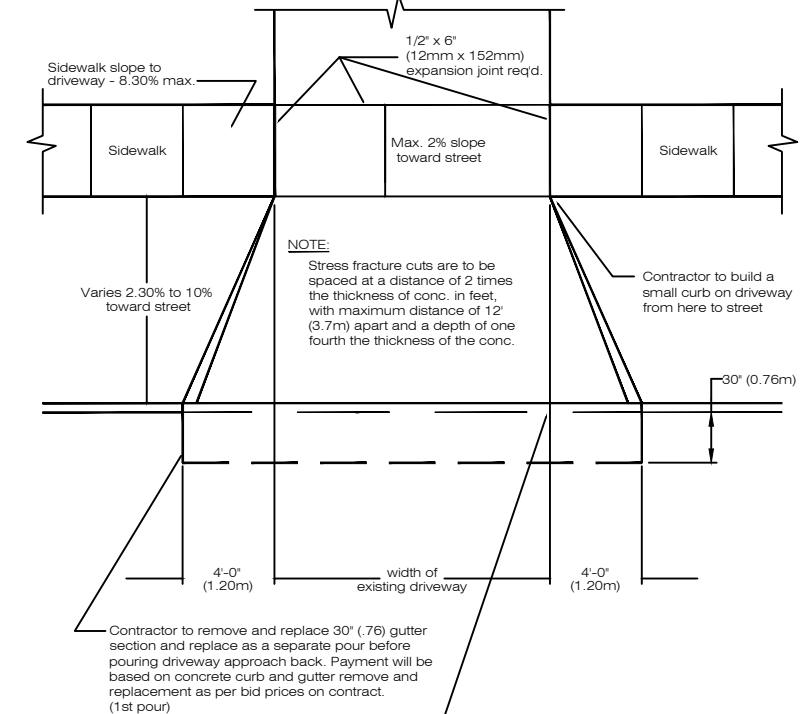 1/2" x 6"
(12mm x 152mm)
expansion joint req'd.
Sidewalk slope to
driveway - 8.30% max.
Sidewalk
Max. 2% slope
toward street
Sidewalk
NOTE:
Stress fracture cuts are to be
spaced at a distance of 2 times
the thickness of conc. in feet,
with maximum distance of 12'
(3.7m) apart and a depth of one
fourth the thickness of the conc.
Varies 2.30% to 10%
toward street
Contractor to build a
small curb on driveway
from here to street
30" (0.76m)
4'-0"
(1.20m)
width of
existing driveway
4'-0"
(1.20m)
Contractor to remove and replace 30" (.76) gutter
section and replace as a separate pour before
pouring driveway approach back. Payment will be
based on concrete curb and gutter remove and
replacement as per bid prices on contract.
(1st pour)